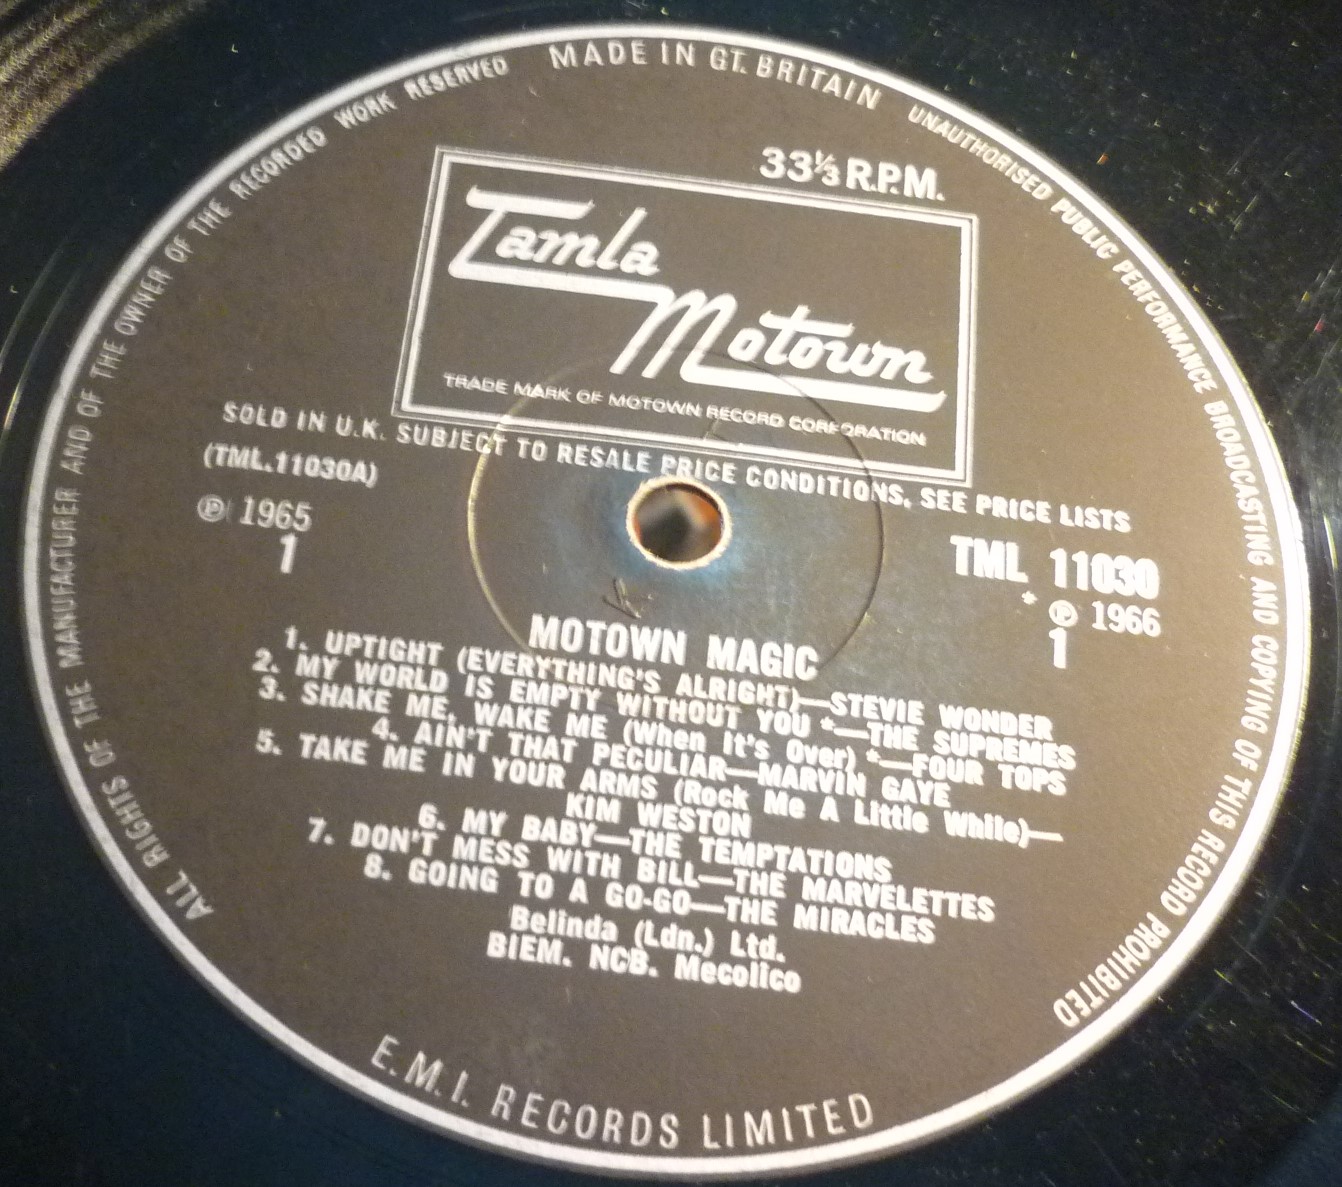 MADE IN GT. BRITAIN
UNAUTHORISED PUBLIC PERFORMANCE BROADCASTING AND COPYING OF THIS RECORD PROHIBITED
ALL RIGHTS OF THE MANUFACTURER AND OF THE OWNER OF THE RECORDED WORK RESERVED
33⅓ R.P.M.
Tamla
Motown
TRADE MARK OF MOTOWN RECORD CORPORATION
SOLD IN U.K. SUBJECT TO RESALE PRICE CONDITIONS, SEE PRICE LISTS
(TML.11030A)
℗ 1965
1
TML 11030
* ℗ 1966
1
MOTOWN MAGIC
1. UPTIGHT (EVERYTHING'S ALRIGHT)—STEVIE WONDER
2. MY WORLD IS EMPTY WITHOUT YOU *—THE SUPREMES
3. SHAKE ME, WAKE ME (When It's Over) *—FOUR TOPS
4. AIN'T THAT PECULIAR—MARVIN GAYE
5. TAKE ME IN YOUR ARMS (Rock Me A Little While)—
KIM WESTON
6. MY BABY—THE TEMPTATIONS
7. DON'T MESS WITH BILL—THE MARVELETTES
8. GOING TO A GO-GO—THE MIRACLES
Belinda (Ldn.) Ltd.
BIEM. NCB. Mecolico
E.M.I. RECORDS LIMITED